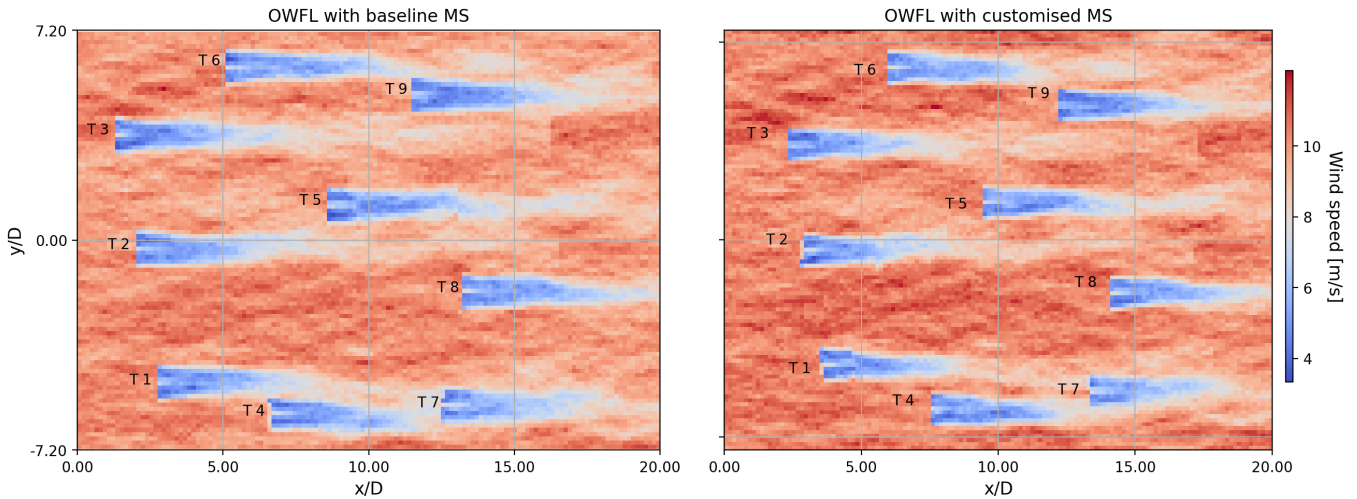 OWFL with baseline MS
7.20
0.00
-7.20
y/D
T 6
T 9
T 3
T 5
T 2
T 8
T 1
T 4
T 7
0.00
5.00
10.00
15.00
20.00
x/D
OWFL with customised MS
T 6
T 9
T 3
T 5
T 2
T 8
T 1
T 7
T 4
0.00
5.00
10.00
15.00
20.00
x/D
10
8
6
4
Wind speed [m/s]